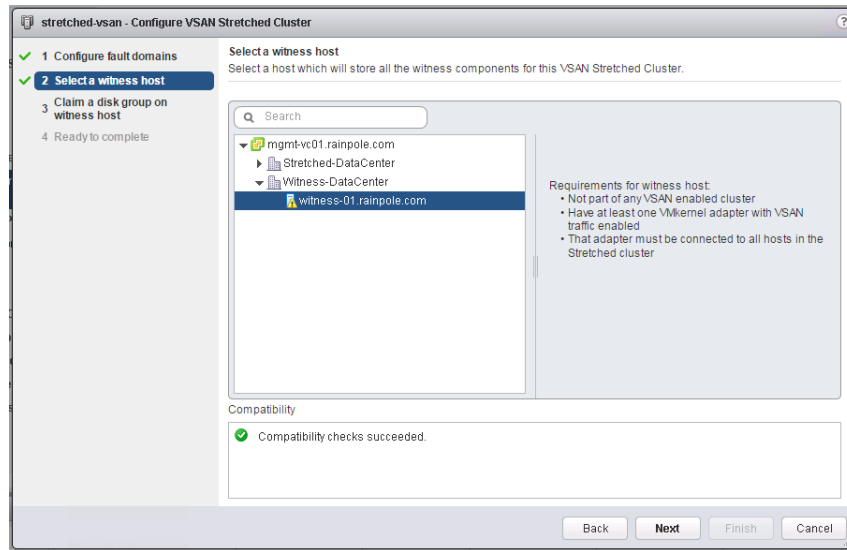 stretched-vsan - Configure VSAN Stretched Cluster
?
1 Configure fault domains
2 Select a witness host
3 Claim a disk group on
witness host
4 Ready to complete
Select a witness host
Select a host which will store all the witness components for this VSAN Stretched Cluster.
Search
mgmt-vc01.rainpole.com
Stretched-DataCenter
Witness-DataCenter
witness-01.rainpole.com
Requirements for witness host:
• Not part of any VSAN enabled cluster
• Have at least one VMkernel adapter with VSAN
traffic enabled
• That adapter must be connected to all hosts in the
Stretched cluster
Compatibility
Compatibility checks succeeded.
Back Next Finish Cancel